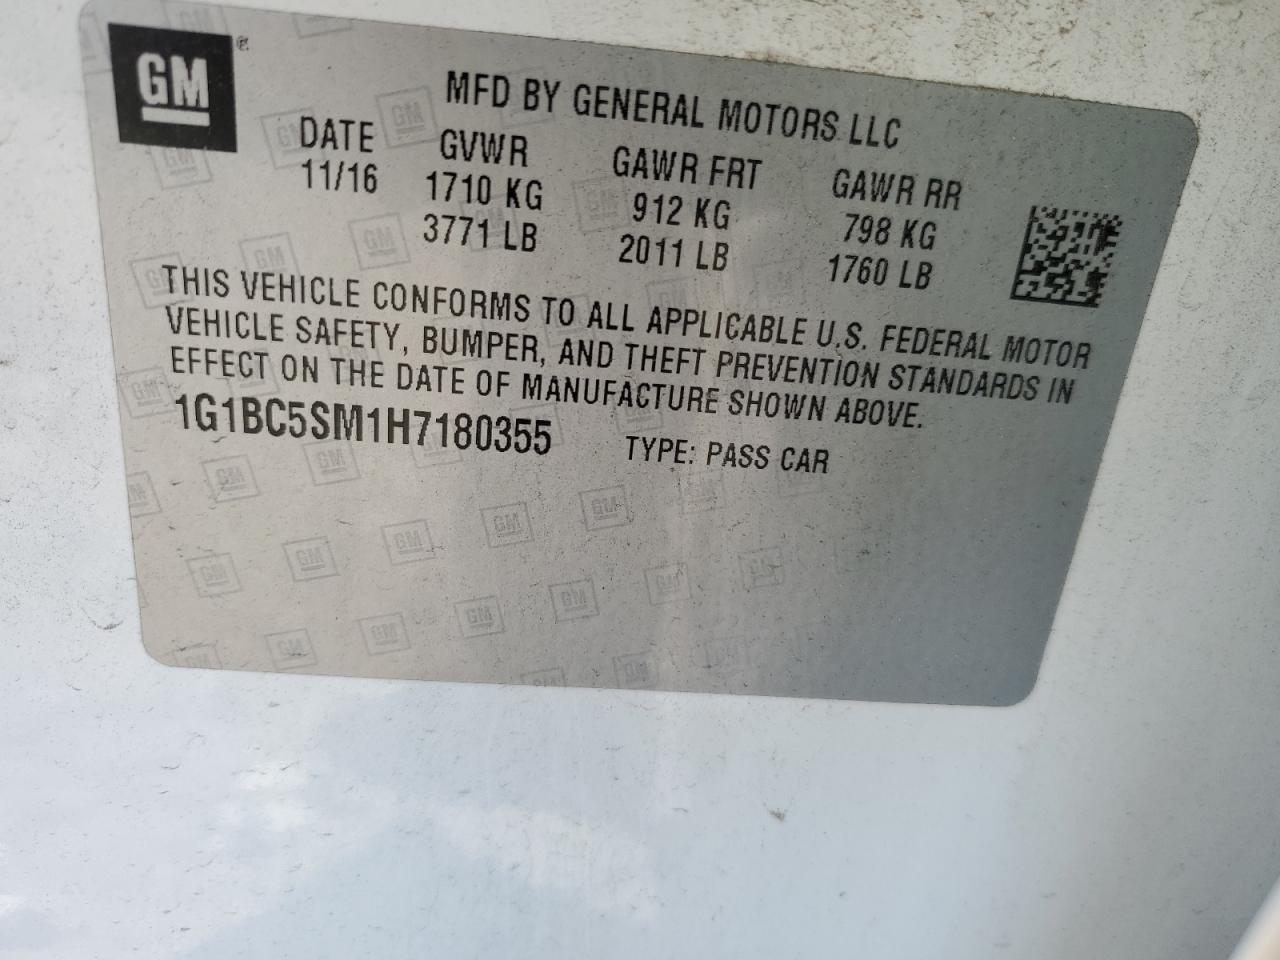 GM
MFD BY GENERAL MOTORS LLC
DATE GVWR GAWR FRT GAWR RR
11/16 1710 KG 912 KG 798 KG
3771 LB 2011 LB 1760 LB
THIS VEHICLE CONFORMS TO ALL APPLICABLE U.S. FEDERAL MOTOR
VEHICLE SAFETY, BUMPER, AND THEFT PREVENTION STANDARDS IN
EFFECT ON THE DATE OF MANUFACTURE SHOWN ABOVE.
1G1BC5SM1H7180355 TYPE: PASS CAR